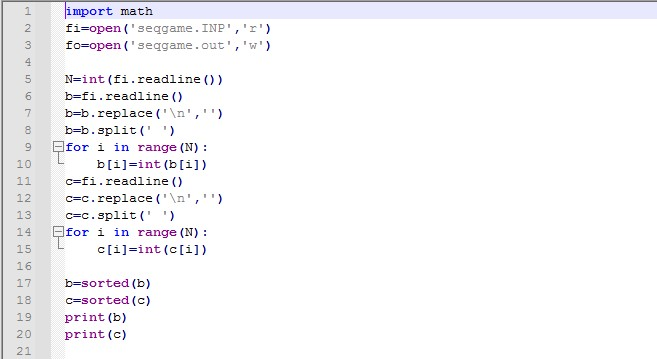 1 import math
2 fi=open('seqgame.INP','r')
3 fo=open('seqgame.out','w')
4
5 N=int(fi.readline())
6 b=fi.readline()
7 b=b.replace('\n','')
8 b=b.split(' ')
9 for i in range(N):
10     b[i]=int(b[i])
11 c=fi.readline()
12 c=c.replace('\n','')
13 c=c.split(' ')
14 for i in range(N):
15     c[i]=int(c[i])
16
17 b=sorted(b)
18 c=sorted(c)
19 print(b)
20 print(c)
21